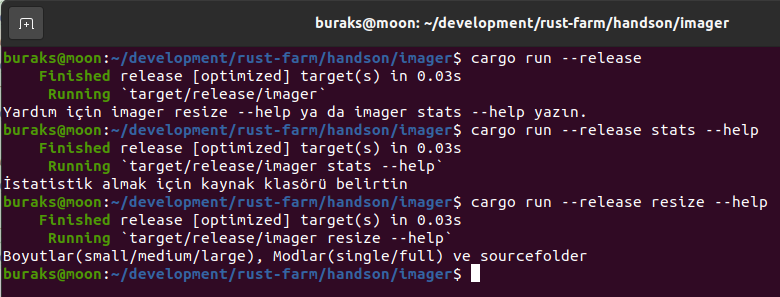 buraks@moon: ~/development/rust-farm/handson/imager
buraks@moon:~/development/rust-farm/handson/imager$ cargo run --release
Finished release [optimized] target(s) in 0.03s
Running `target/release/imager`
Yardım için imager resize --help ya da imager stats --help yazın.
buraks@moon:~/development/rust-farm/handson/imager$ cargo run --release stats --help
Finished release [optimized] target(s) in 0.03s
Running `target/release/imager stats --help`
İstatistik almak için kaynak klasörü belirtin
buraks@moon:~/development/rust-farm/handson/imager$ cargo run --release resize --help
Finished release [optimized] target(s) in 0.03s
Running `target/release/imager resize --help`
Boyutlar(small/medium/large), Modlar(single/full) ve sourcefolder
buraks@moon:~/development/rust-farm/handson/imager$